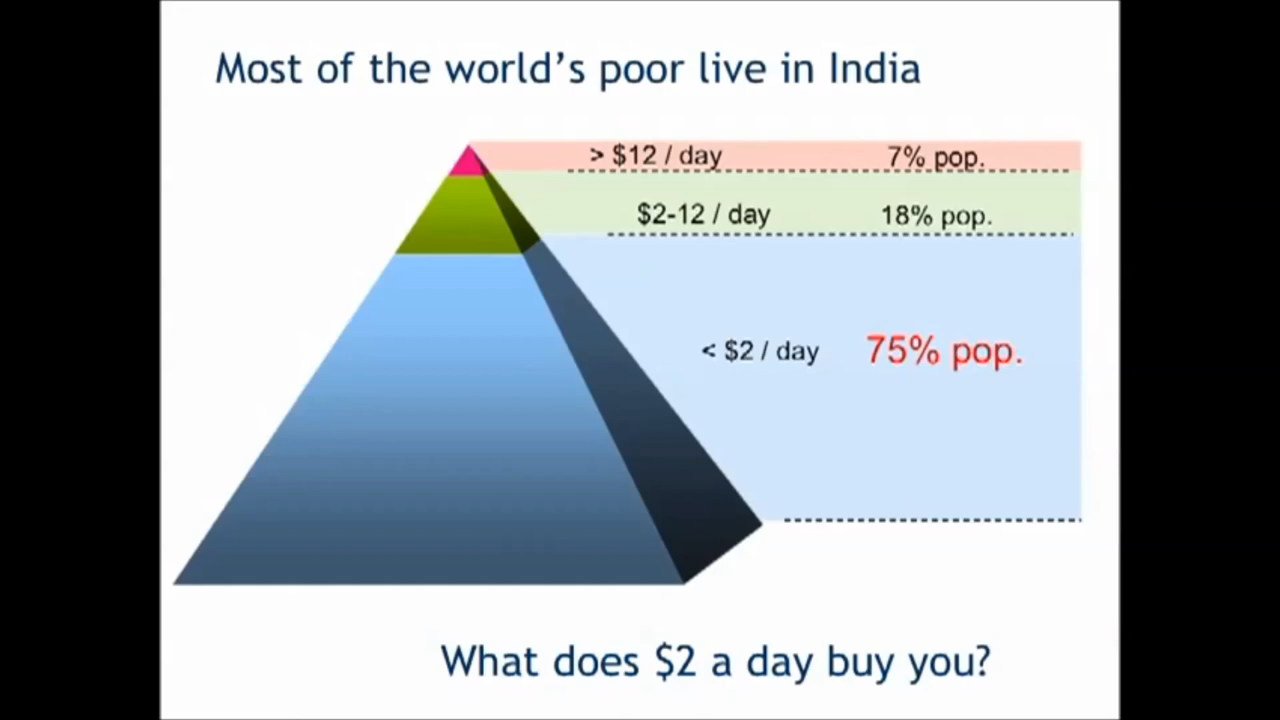 Most of the world's poor live in India
> $12 / day 7% pop.
$2-12 / day 18% pop.
< $2 / day 75% pop.
What does $2 a day buy you?